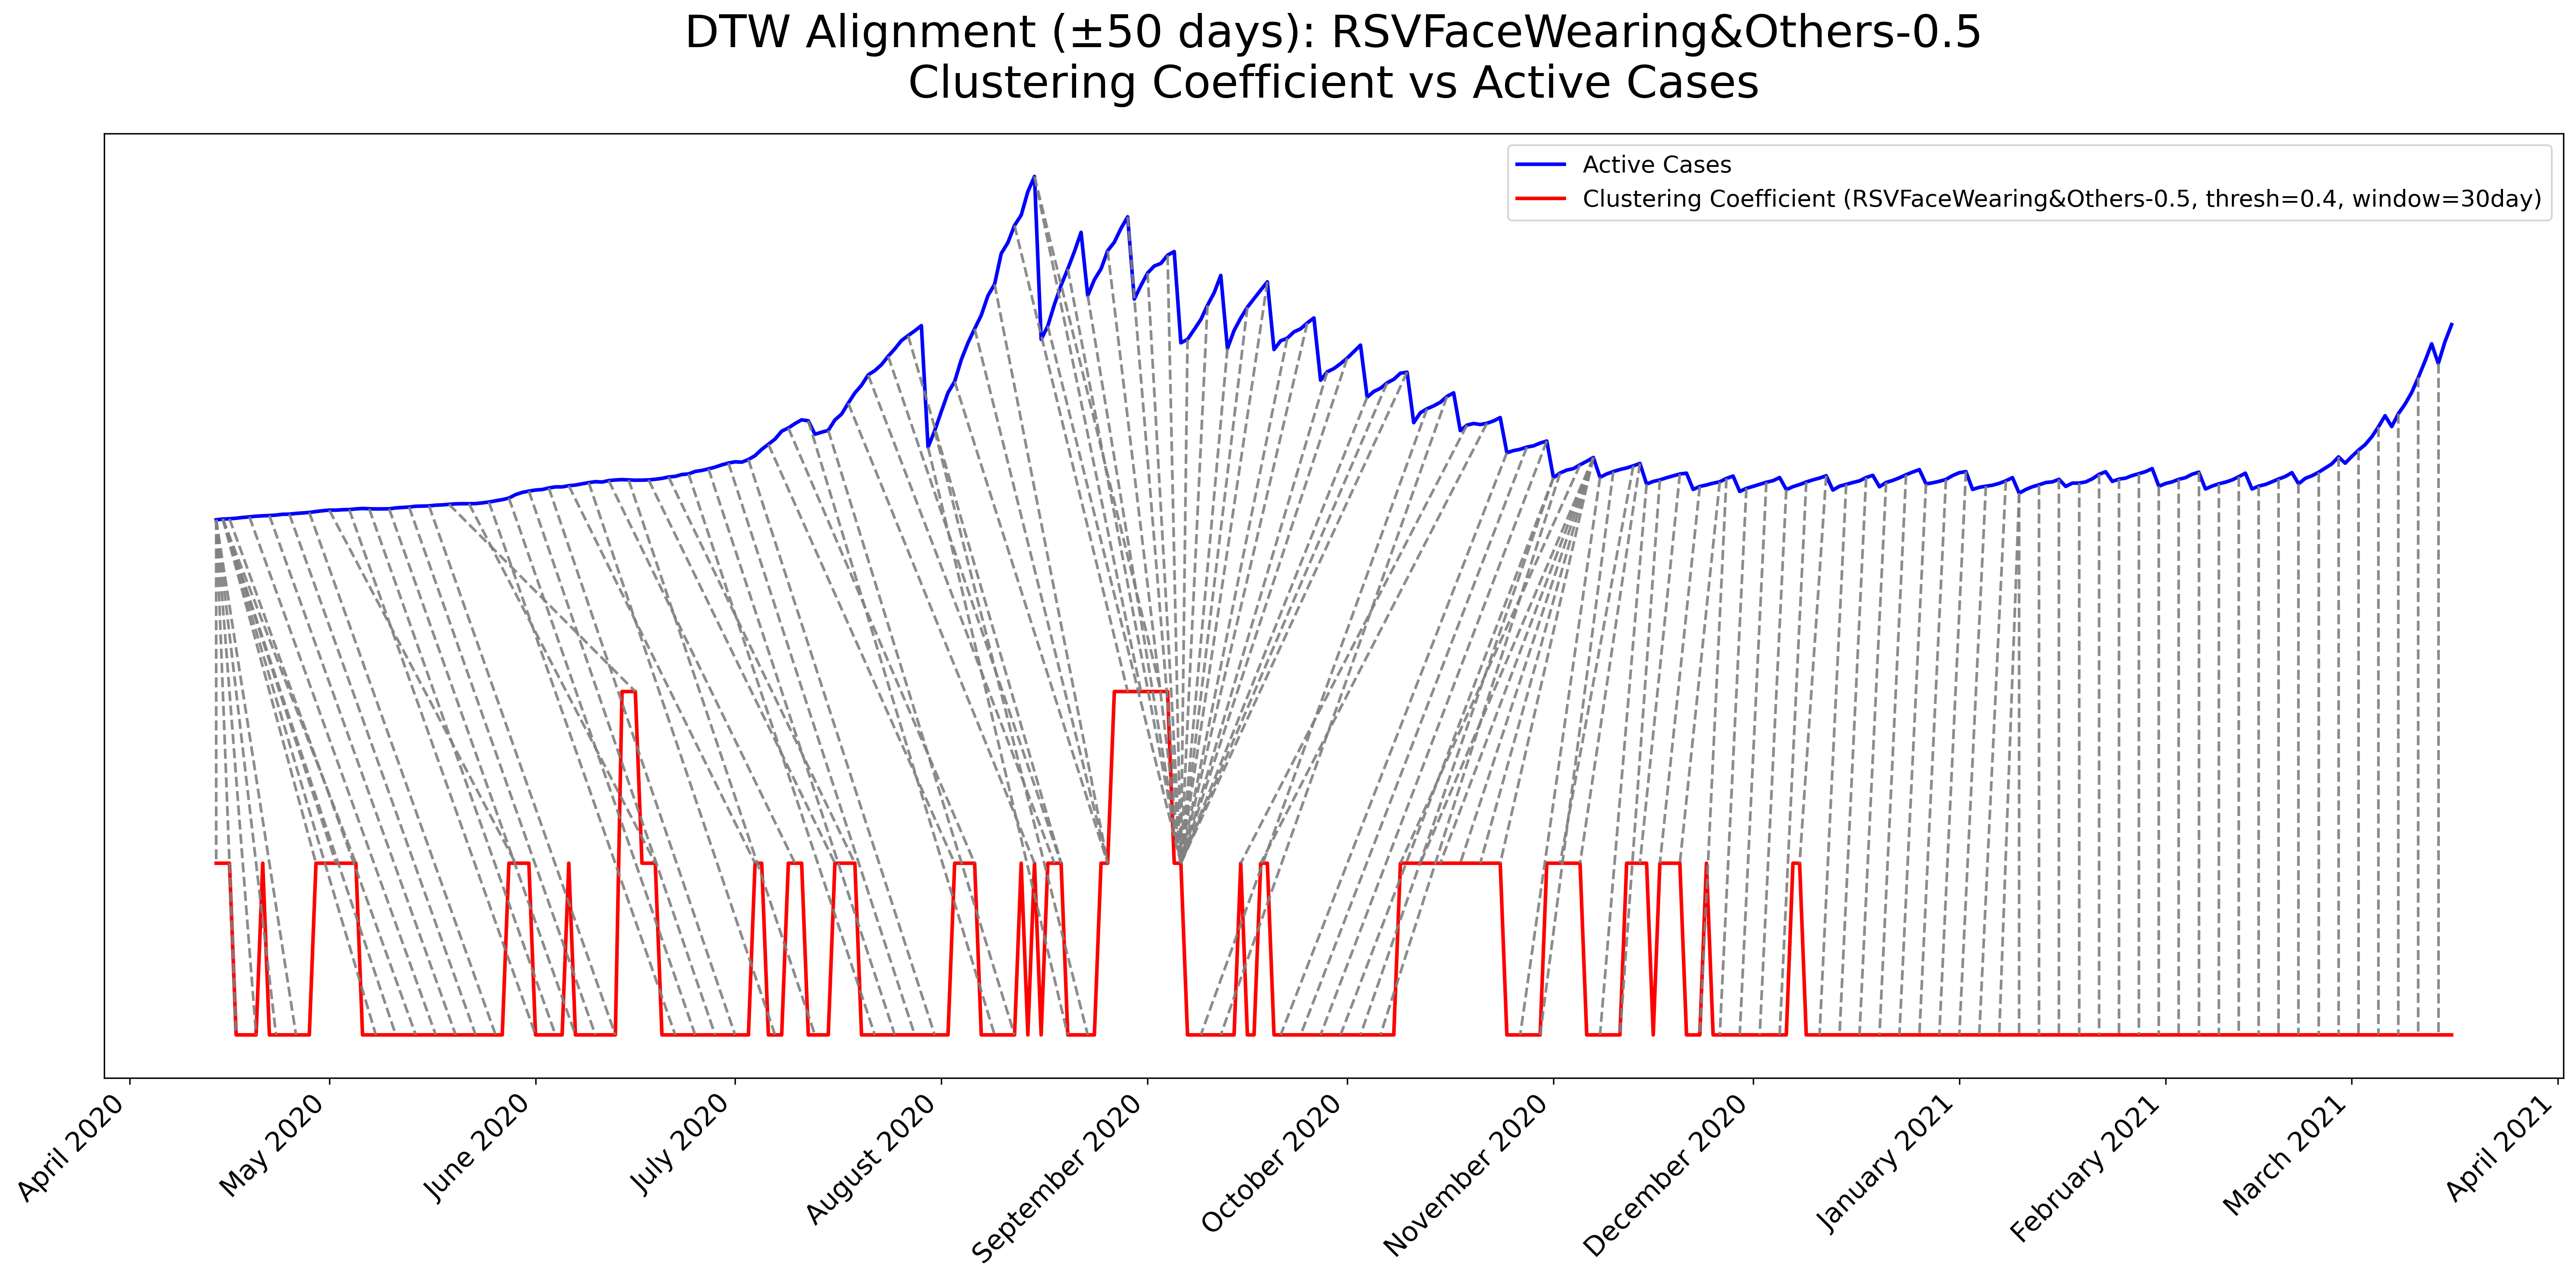 DTW Alignment (±50 days): RSVFaceWearing&Others-0.5
Clustering Coefficient vs Active Cases
Active Cases
Clustering Coefficient (RSVFaceWearing&Others-0.5, thresh=0.4, window=30day)
April 2020
May 2020
June 2020
July 2020
August 2020
September 2020
October 2020
November 2020
December 2020
January 2021
February 2021
March 2021
April 2021